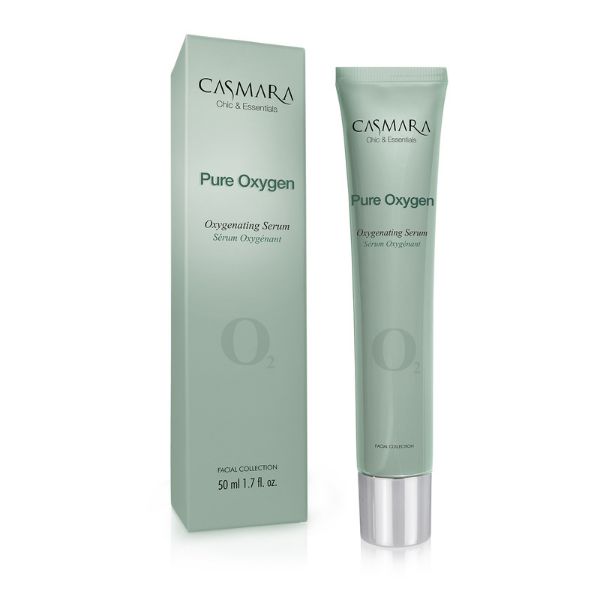 CASMARA
Chic & Essentials
Pure Oxygen
Oxygenating Serum
Sérum Oxygénant
O2
FACIAL COLLECTION
50 ml 1.7 fl. oz.
CASMARA
Chic & Essentials
Pure Oxygen
Oxygenating Serum
Sérum Oxygénant
O2
FACIAL COLLECTION